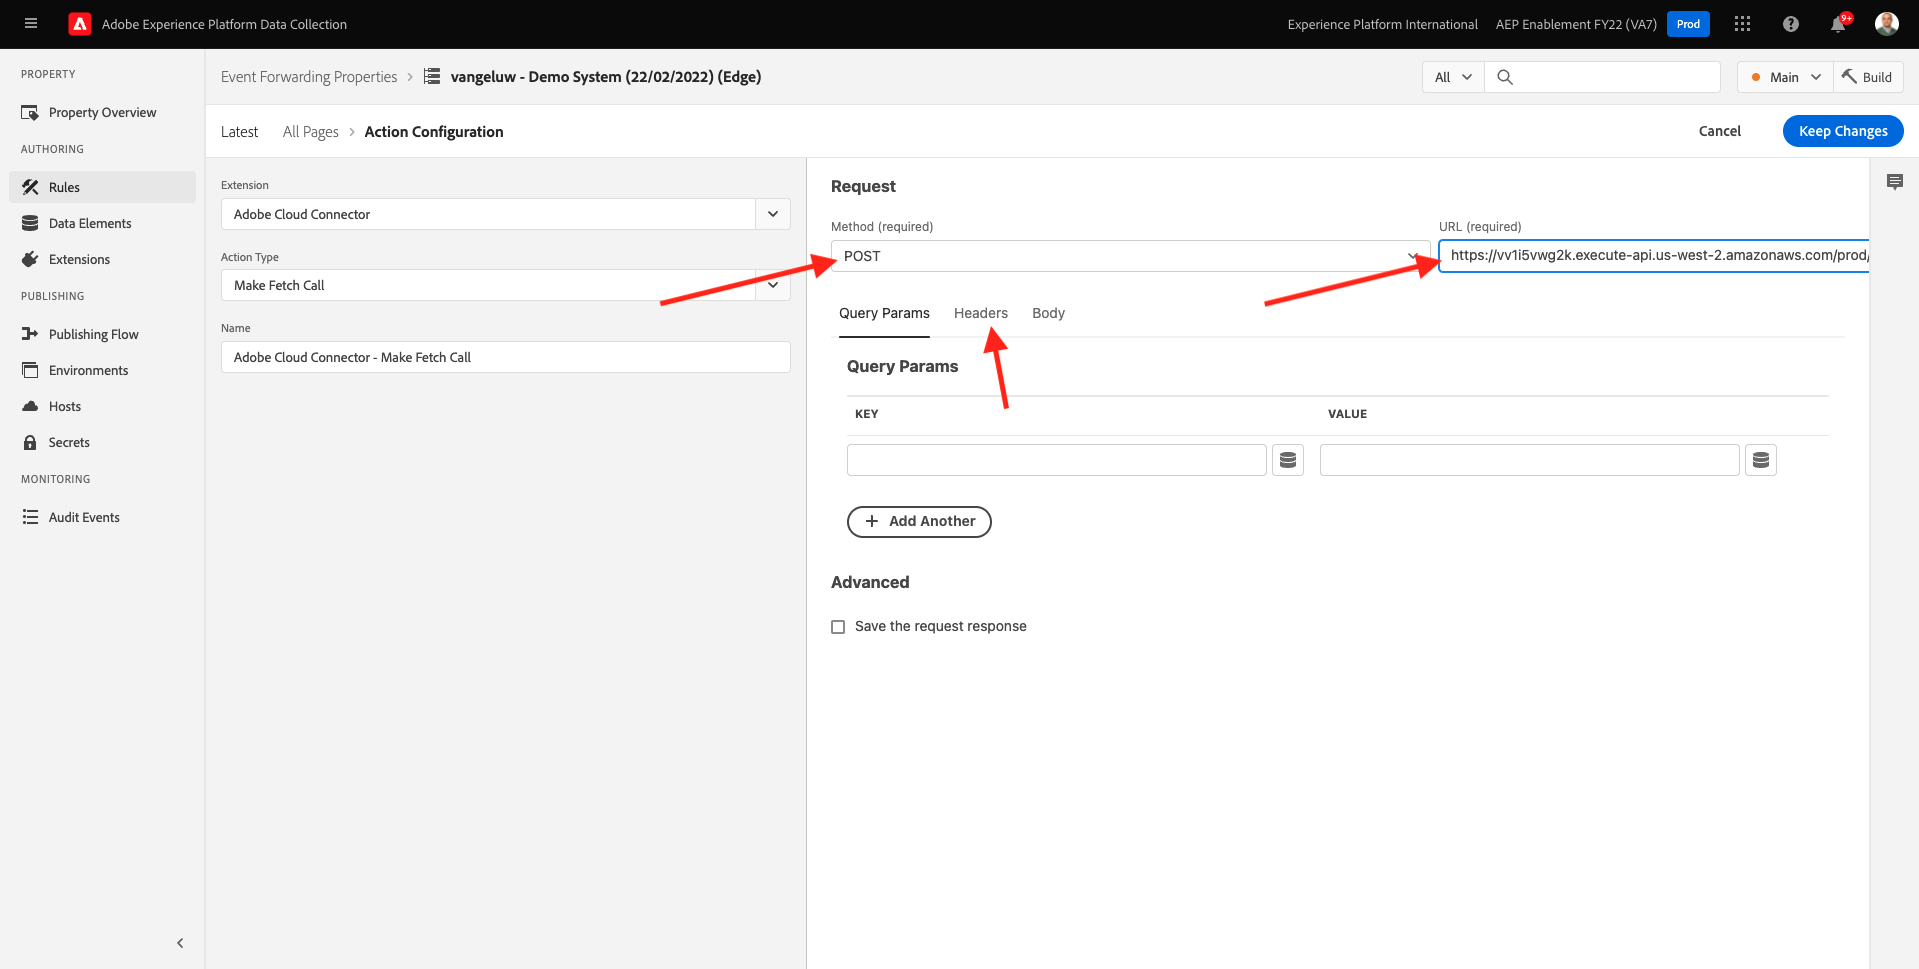 Adobe Experience Platform Data Collection
Experience Platform International
AEP Enablement FY22 (VA7)
Prod
9+
PROPERTY
Property Overview
AUTHORING
Rules
Data Elements
Extensions
PUBLISHING
Publishing Flow
Environments
Hosts
Secrets
MONITORING
Audit Events
Event Forwarding Properties
vangeluw - Demo System (22/02/2022) (Edge)
All
Main
Build
Latest
All Pages
Action Configuration
Cancel
Keep Changes
Extension
Adobe Cloud Connector
Action Type
Make Fetch Call
Name
Adobe Cloud Connector - Make Fetch Call
Request
Method (required)
POST
URL (required)
https://vv1i5vwg2k.execute-api.us-west-2.amazonaws.com/prod/
Query Params
Headers
Body
Query Params
KEY
VALUE
Add Another
Advanced
Save the request response